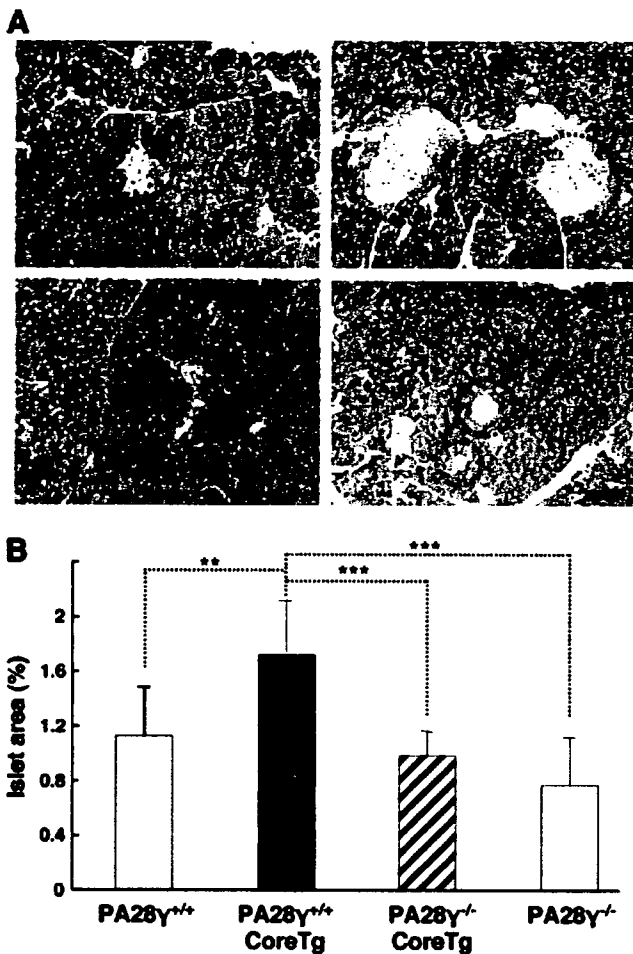 A
B
** *** ***
Islet area (%)
2
1.6
1.2
0.8
0.4
0
PA28γ+/+ PA28γ+/+ PA28γ-/- PA28γ-/-
CoreTg CoreTg